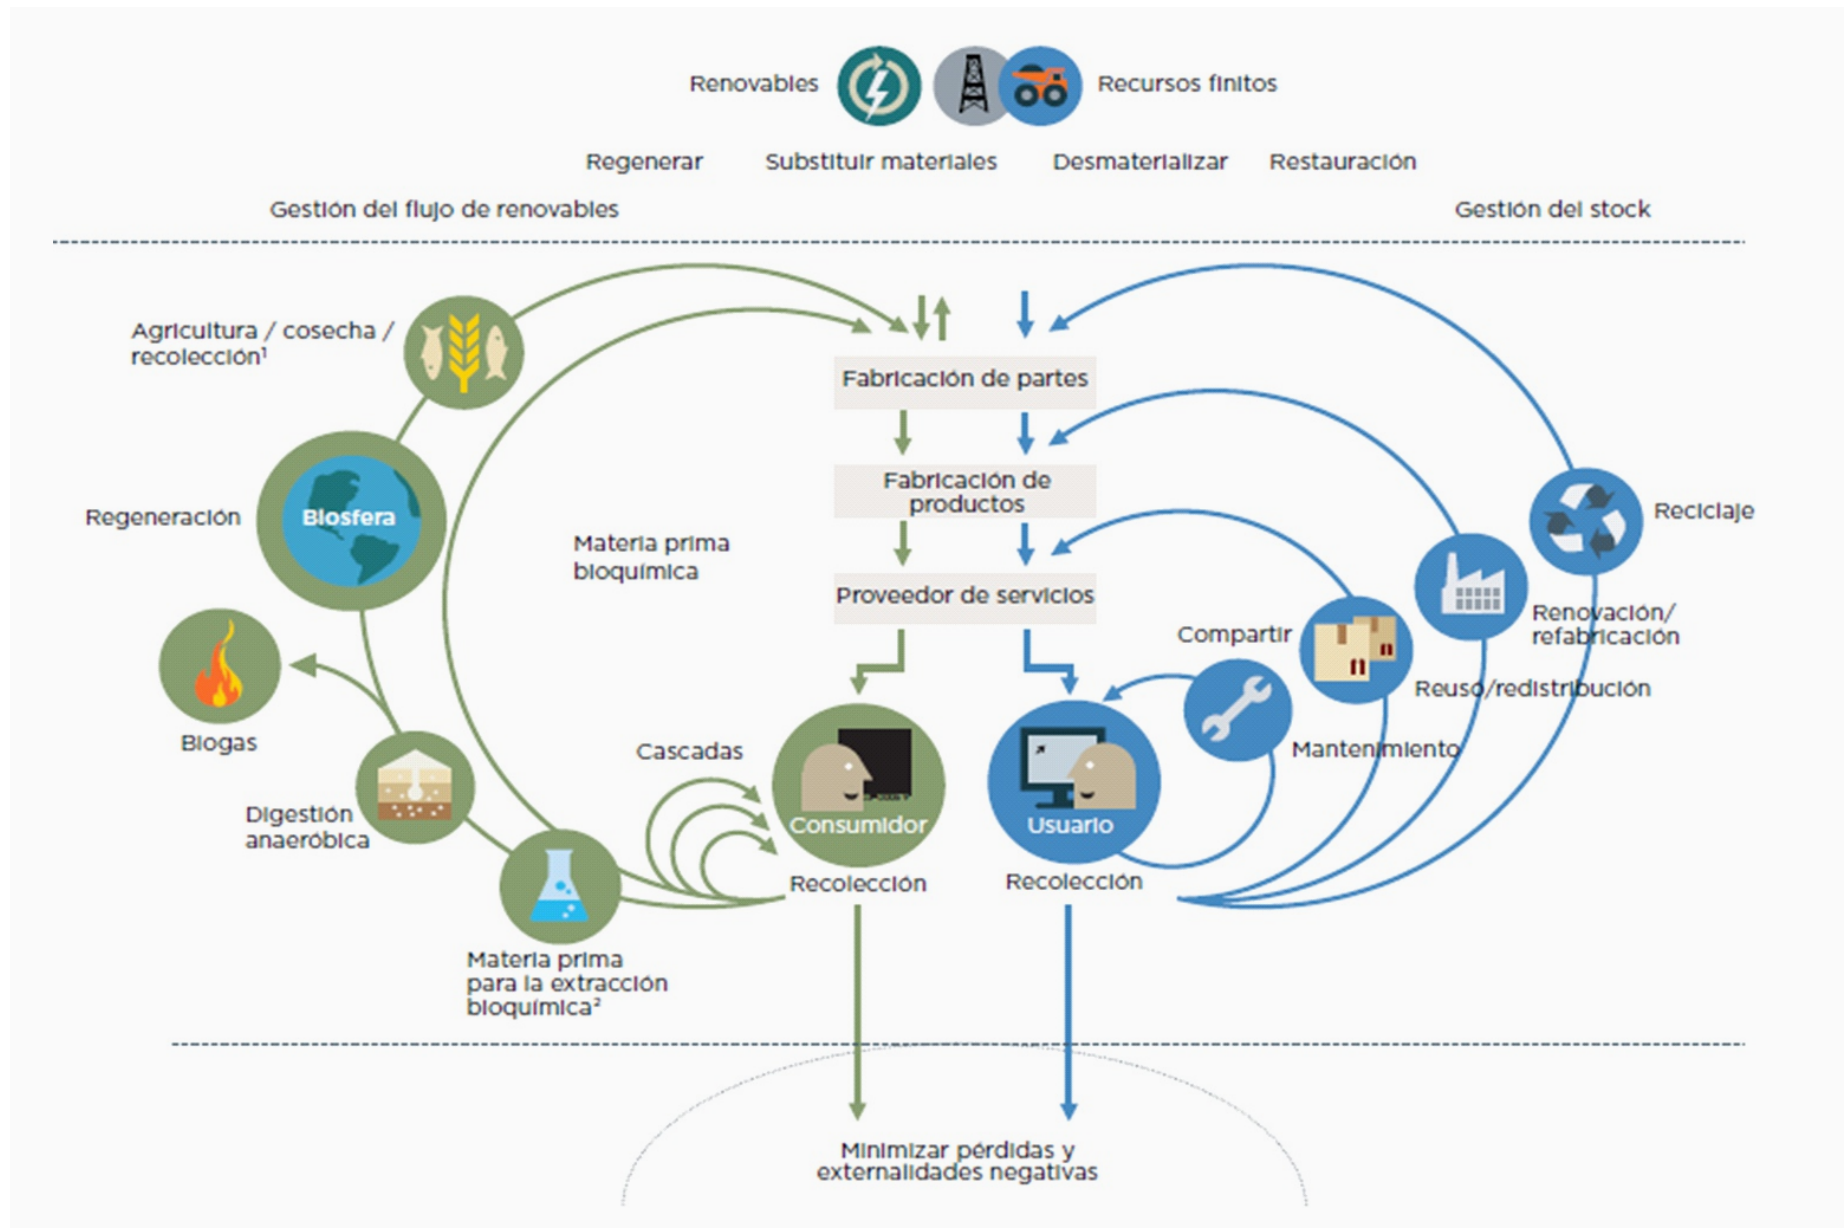 Renovables
Recursos finitos
Regenerar
Substituir materiales
Desmaterializar
Restauración
Gestión del flujo de renovables
Gestión del stock
Agricultura / cosecha /
recolección¹
Fabricación de partes
Regeneración
Biosfera
Fabricación de
productos
Reciclaje
Materia prima
bioquímica
Proveedor de servicios
Renovación/
refabricación
Compartir
Reuso/redistribución
Biogas
Cascadas
Mantenimiento
Digestión
anaeróbica
Consumidor
Usuario
Recolección
Recolección
Materia prima
para la extracción
bioquímica²
Minimizar pérdidas y
externalidades negativas